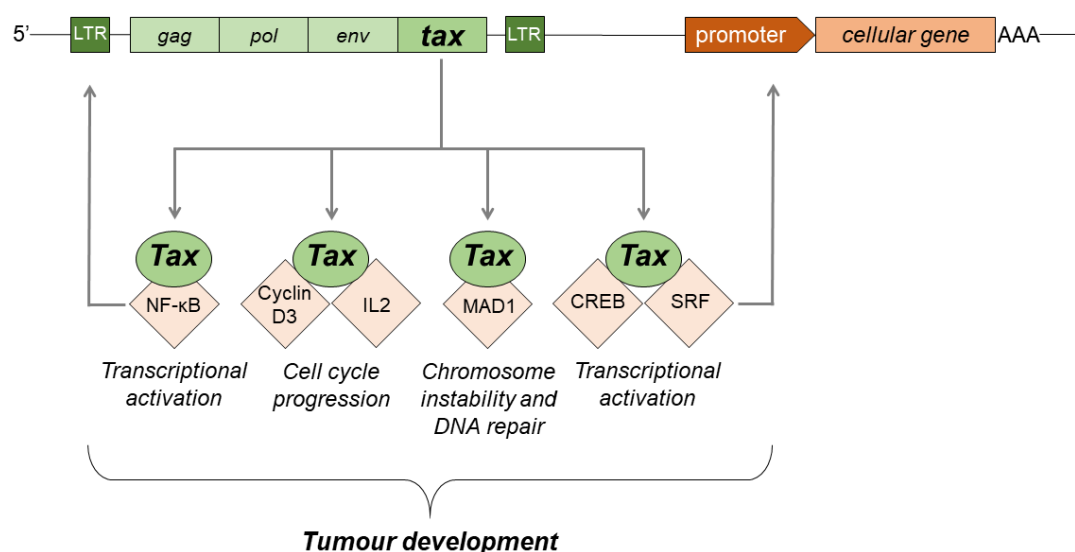 5’ LTR gag pol env tax LTR promoter cellular gene AAA
Tax Tax Tax Tax
NF-κB Cyclin D3 IL2 MAD1 CREB SRF
Transcriptional activation
Cell cycle progression
Chromosome instability and DNA repair
Transcriptional activation
Tumour development